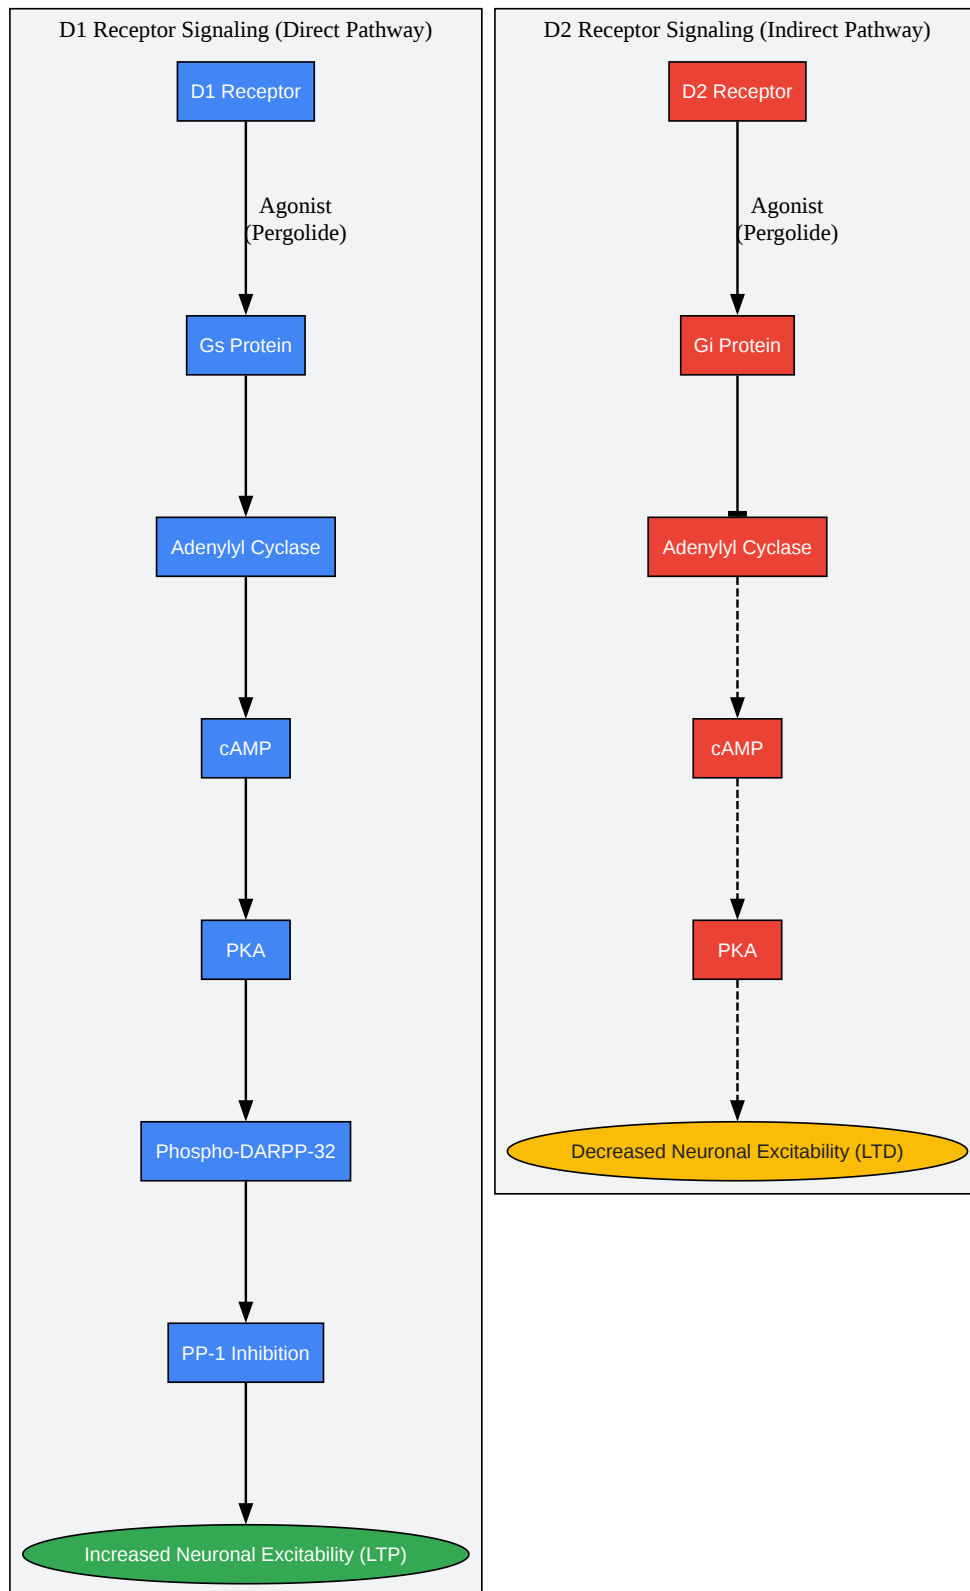 D1 Receptor Signaling (Direct Pathway)
D1 Receptor
Agonist
(Pergolide)
Gs Protein
Adenylyl Cyclase
cAMP
PKA
Phospho-DARPP-32
PP-1 Inhibition
Increased Neuronal Excitability (LTP)
D2 Receptor Signaling (Indirect Pathway)
D2 Receptor
Agonist
(Pergolide)
Gi Protein
Adenylyl Cyclase
cAMP
PKA
Decreased Neuronal Excitability (LTD)